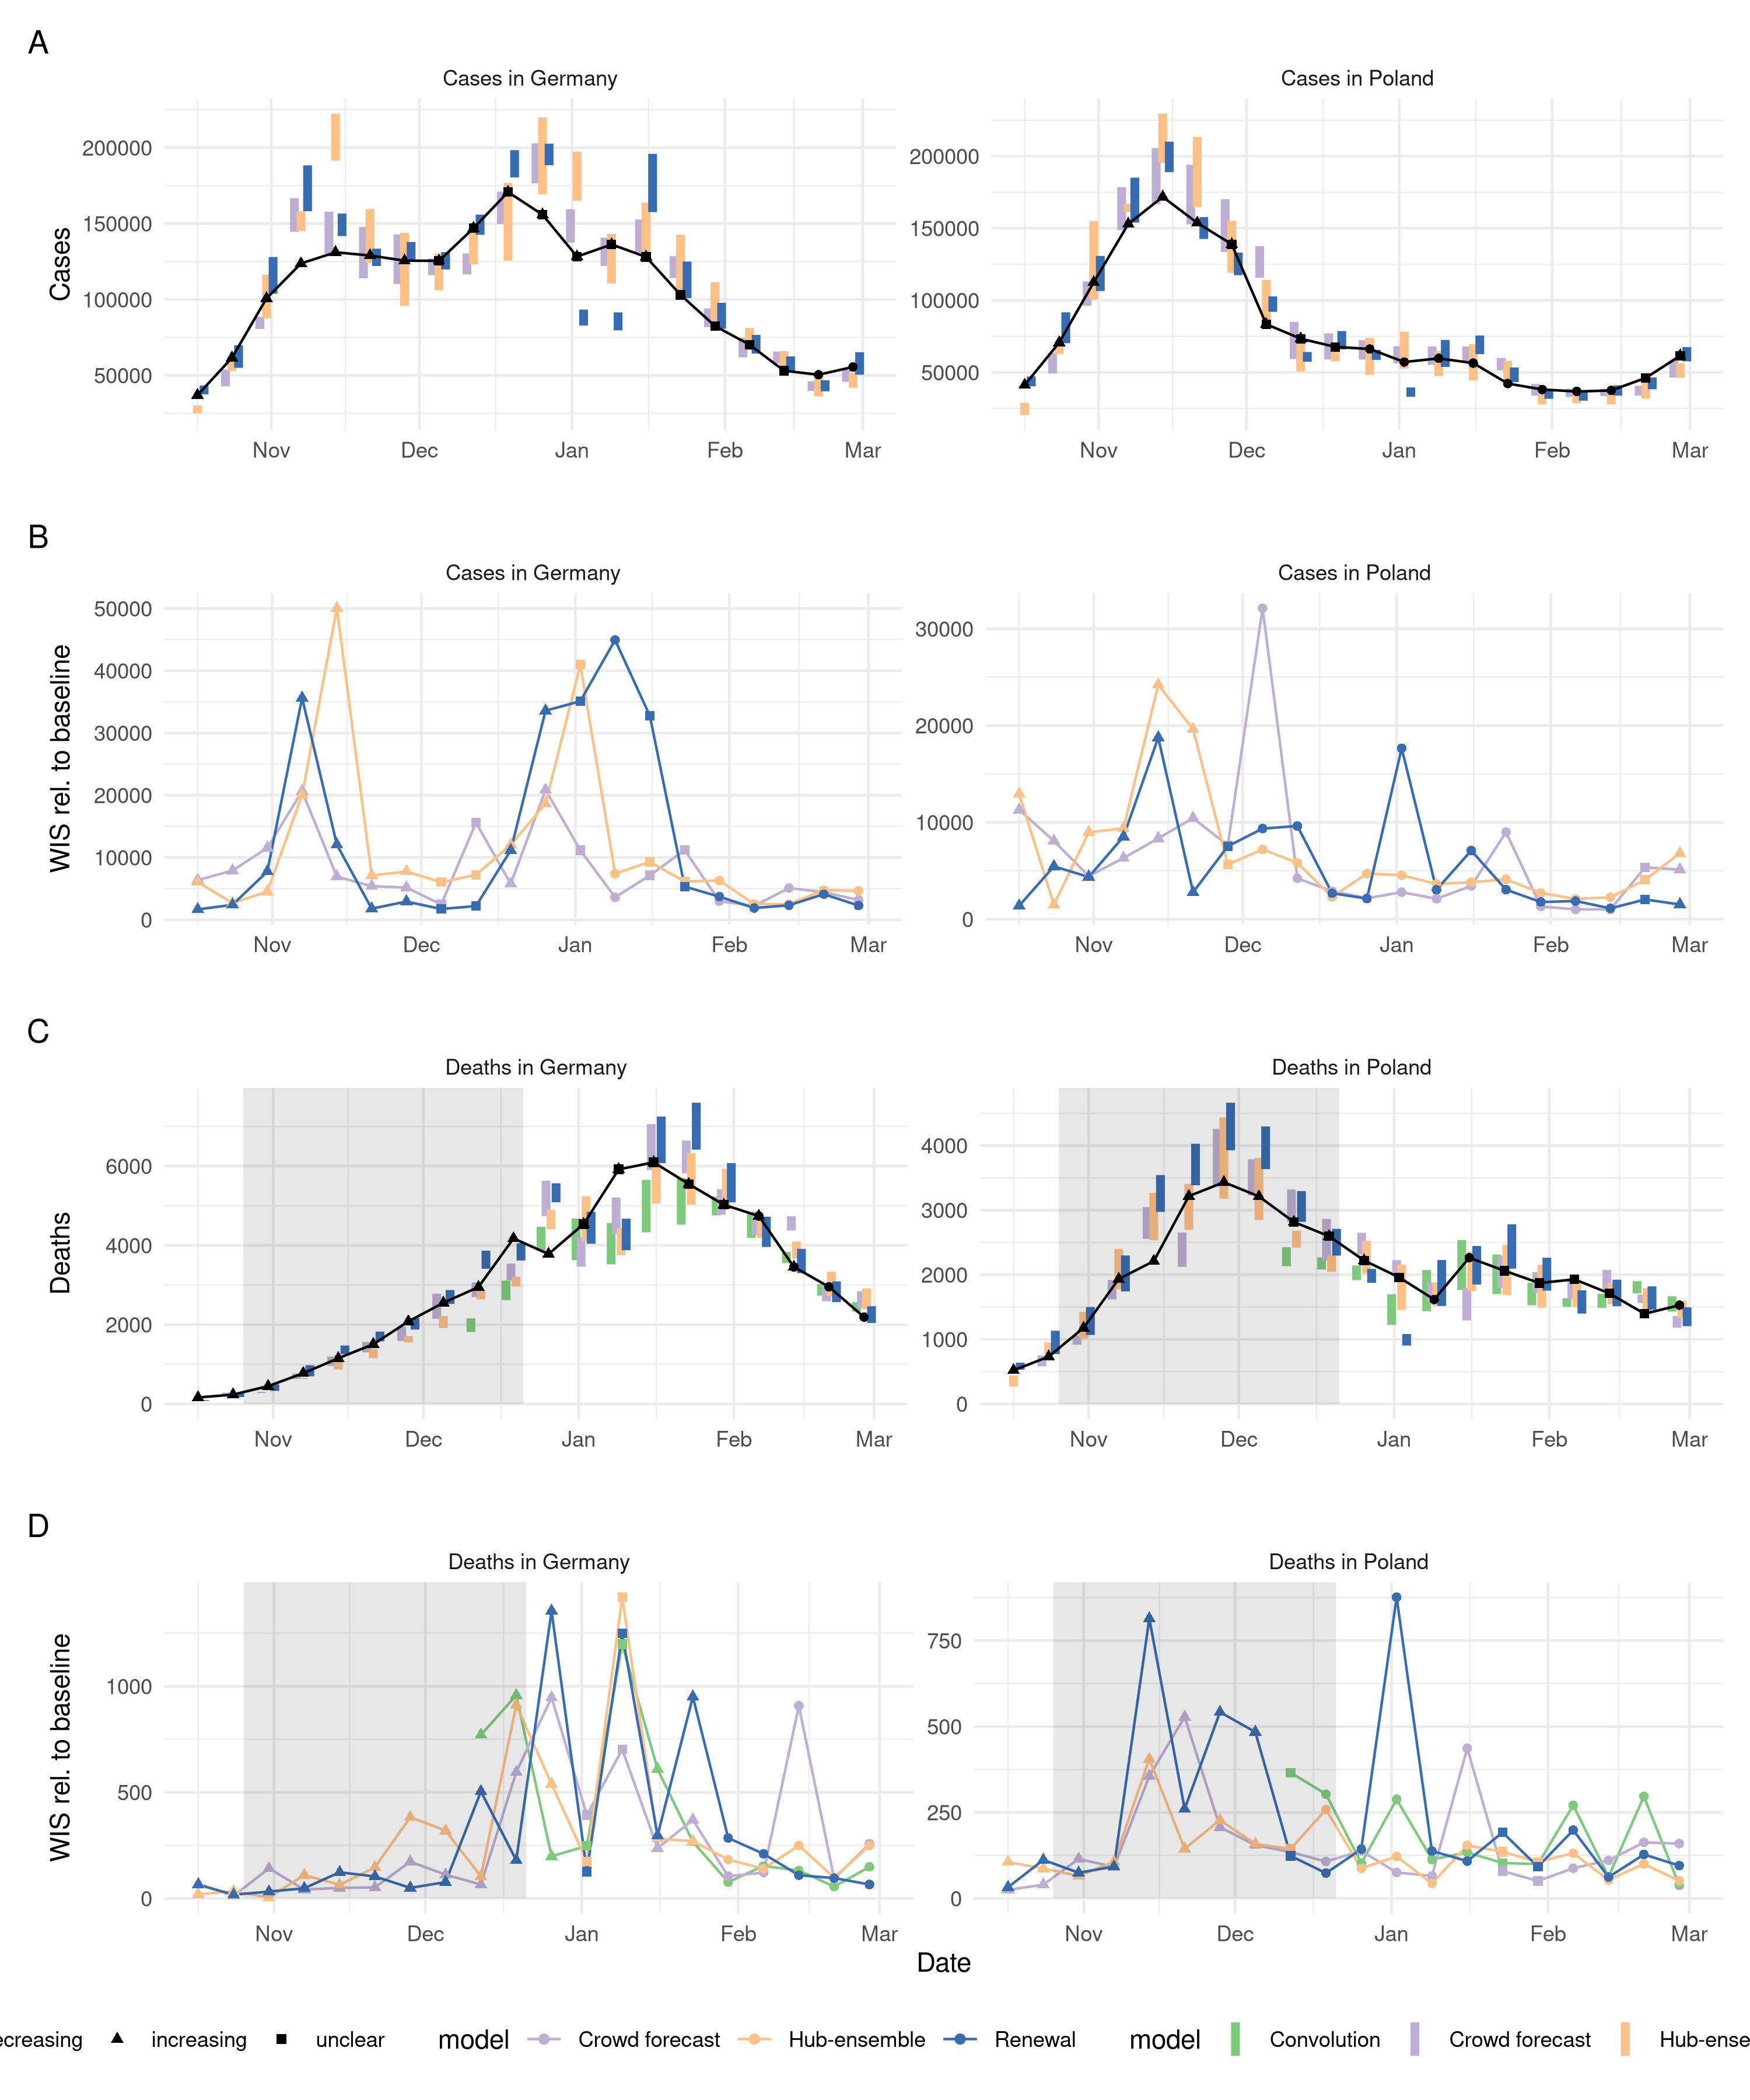 A
Cases in Germany
Cases in Poland
Cases
200000
150000
100000
50000
200000
150000
100000
50000
Nov Dec Jan Feb Mar
Nov Dec Jan Feb Mar
B
Cases in Germany
Cases in Poland
WIS rel. to baseline
50000
40000
30000
20000
10000
0
30000
20000
10000
0
Nov Dec Jan Feb Mar
Nov Dec Jan Feb Mar
C
Deaths in Germany
Deaths in Poland
Deaths
6000
4000
2000
0
4000
3000
2000
1000
0
Nov Dec Jan Feb Mar
Nov Dec Jan Feb Mar
D
Deaths in Germany
Deaths in Poland
WIS rel. to baseline
1000
500
0
750
500
250
0
Nov Dec Jan Feb Mar
Nov Dec Jan Feb Mar
Date
ecreasing increasing unclear model Crowd forecast Hub-ensemble Renewal model Convolution Crowd forecast Hub-ense